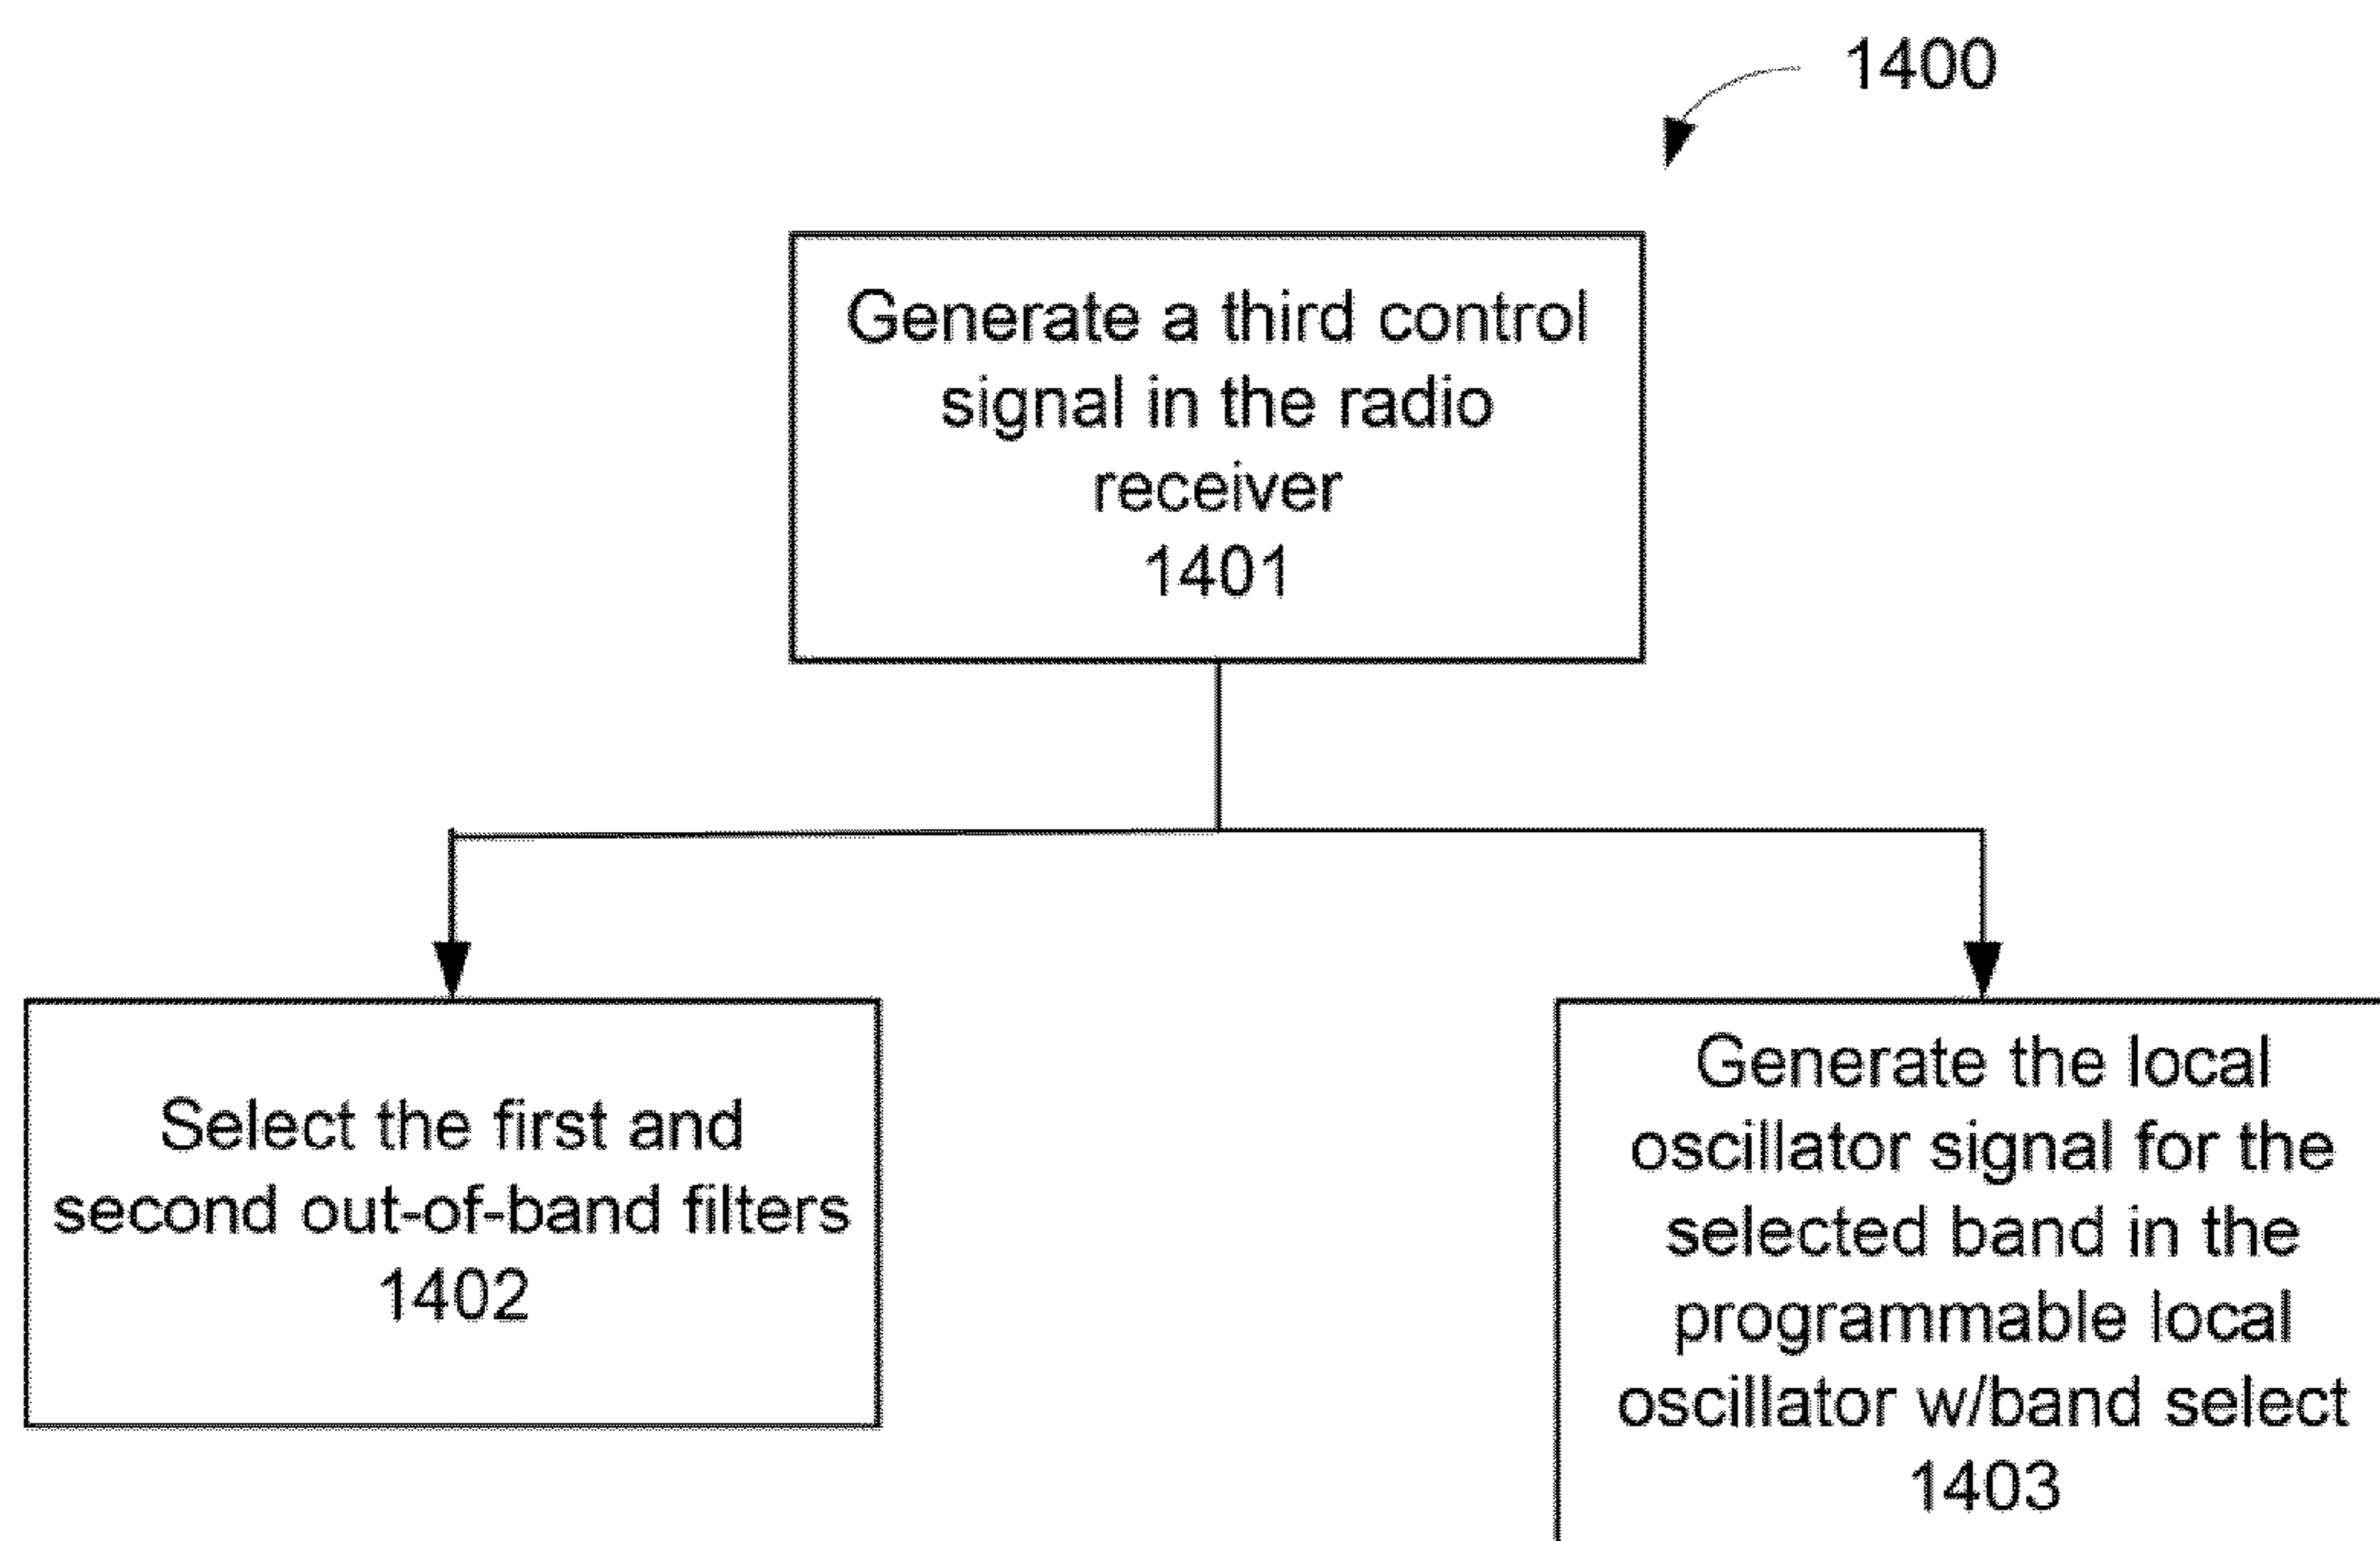 1400
Generate a third control
signal in the radio
receiver
1401
Select the first and
second out-of-band filters
1402
Generate the local
oscillator signal for the
selected band in the
programmable local
oscillator w/band select
1403